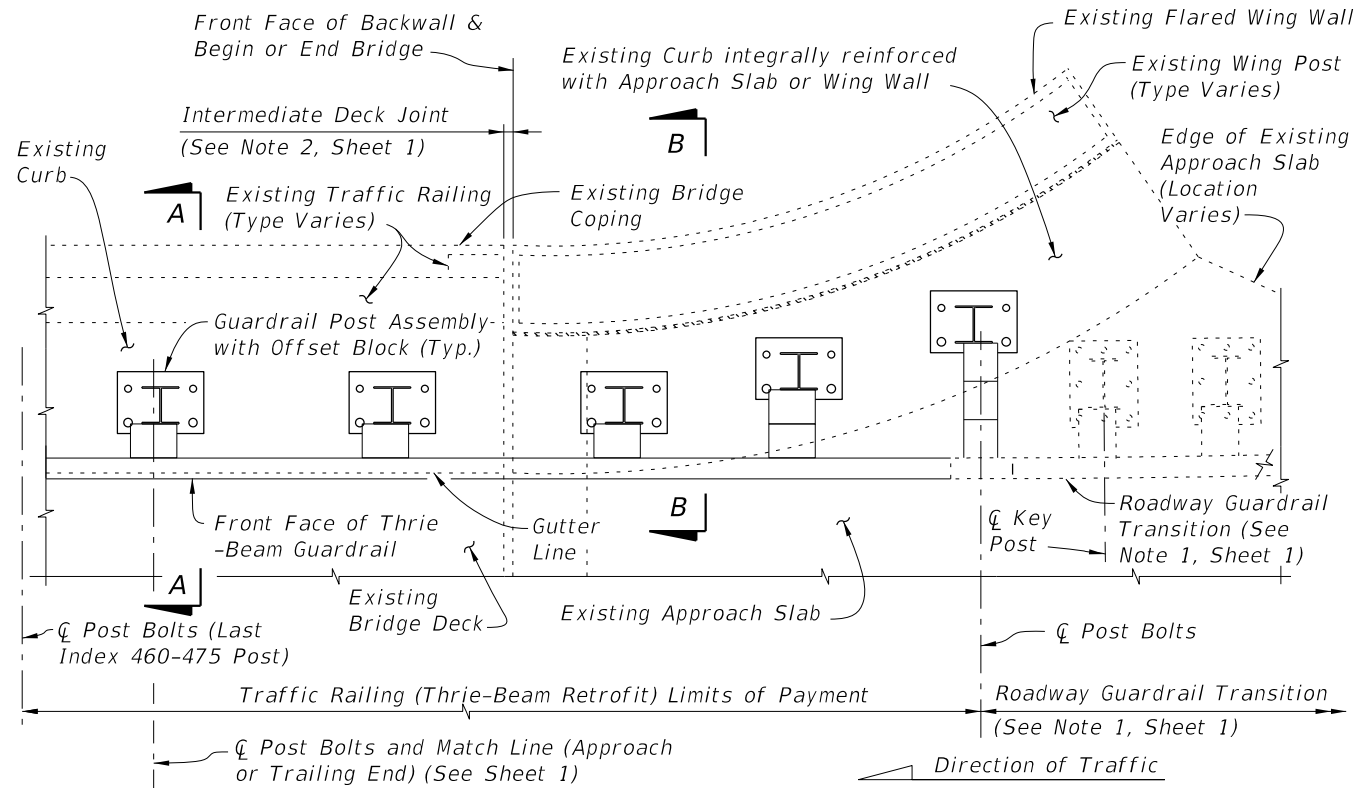 Front Face of Backwall &
Begin or End Bridge
Existing Flared Wing Wall
Existing Curb integrally reinforced
with Approach Slab or Wing Wall
Existing Wing Post
(Type Varies)
Intermediate Deck Joint
(See Note 2, Sheet 1)
B
Edge of Existing
Approach Slab
(Location
Varies)
Existing
Curb
A
Existing Traffic Railing
(Type Varies)
Existing Bridge
Coping
Guardrail Post Assembly
with Offset Block (Typ.)
Front Face of Thrie
-Beam Guardrail
Gutter
Line
B
℄ Key
Post
Roadway Guardrail
Transition (See
Note 1, Sheet 1)
A
Existing
Bridge Deck
Existing Approach Slab
℄ Post Bolts (Last
Index 460-475 Post)
℄ Post Bolts
Traffic Railing (Thrie-Beam Retrofit) Limits of Payment
Roadway Guardrail Transition
(See Note 1, Sheet 1)
℄ Post Bolts and Match Line (Approach
or Trailing End) (See Sheet 1)
Direction of Traffic